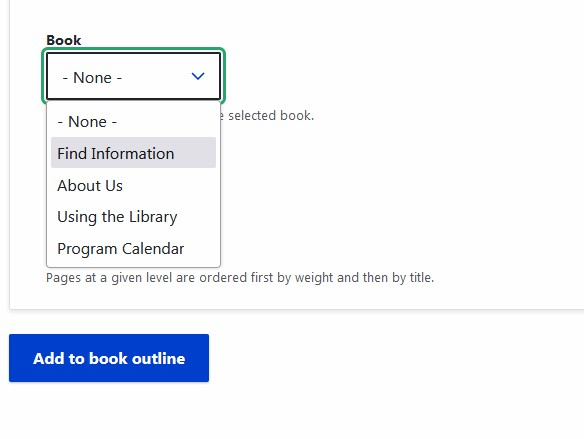 Book
- None -
- None -
e selected book.
Find Information
About Us
Using the Library
Program Calendar
Pages at a given level are ordered first by weight and then by title.
Add to book outline